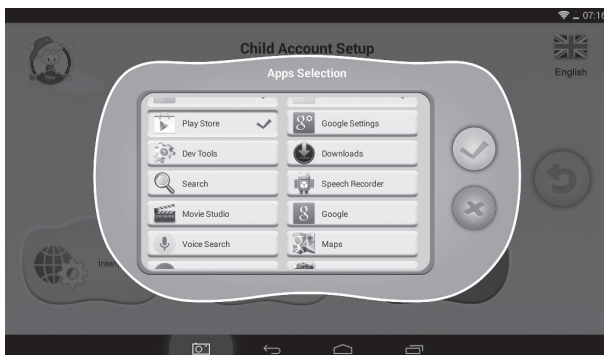 07:16
Child Account Setup
English
Apps Selection
Play Store
Google Settings
Dev Tools
Downloads
Search
Speech Recorder
Movie Studio
Google
Voice Search
Maps
Inter